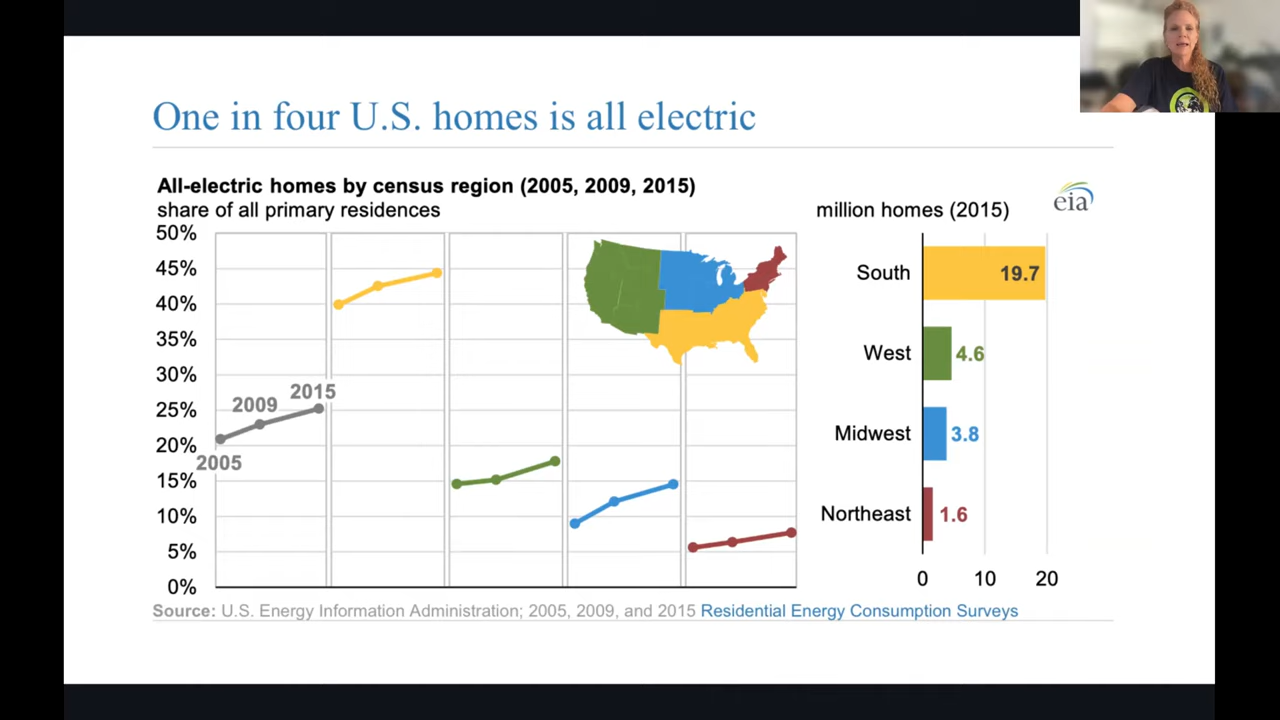 One in four U.S. homes is all electric
All-electric homes by census region (2005, 2009, 2015)
share of all primary residences
50%
45%
40%
35%
30%
25%
20%
15%
10%
5%
0%
2005
2009
2015
eia
million homes (2015)
South
19.7
West
4.6
Midwest
3.8
Northeast
1.6
0 10 20
Source: U.S. Energy Information Administration; 2005, 2009, and 2015 Residential Energy Consumption Surveys